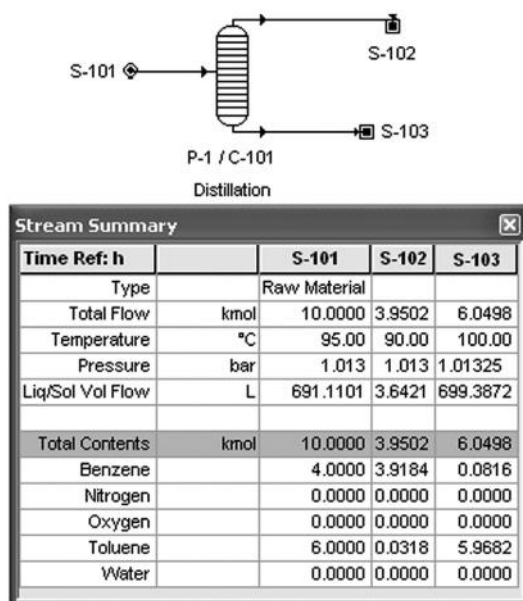 S-101
S-102
S-103
P-1 / C-101
Distillation
Stream Summary
Time Ref: h S-101 S-102 S-103
Type Raw Material
Total Flow kmol 10.0000 3.9502 6.0498
Temperature °C 95.00 90.00 100.00
Pressure bar 1.013 1.013 1.01325
Liq/Sol Vol Flow L 691.1101 3.6421 699.3872
Total Contents kmol 10.0000 3.9502 6.0498
Benzene 4.0000 3.9184 0.0816
Nitrogen 0.0000 0.0000 0.0000
Oxygen 0.0000 0.0000 0.0000
Toluene 6.0000 0.0318 5.9682
Water 0.0000 0.0000 0.0000